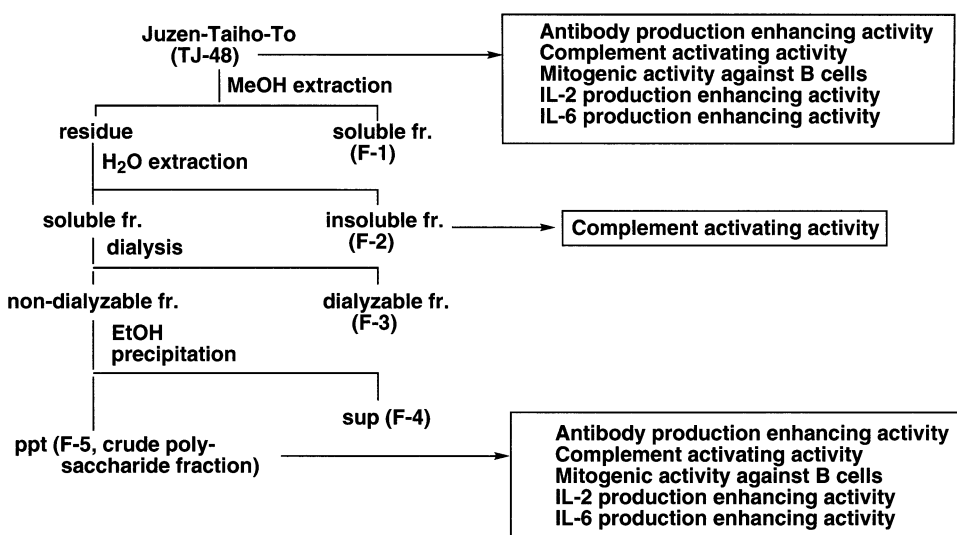 Juzen-Taiho-To
(TJ-48)
Antibody production enhancing activity
Complement activating activity
Mitogenic activity against B cells
IL-2 production enhancing activity
IL-6 production enhancing activity
MeOH extraction
residue
soluble fr.
(F-1)
H2O extraction
soluble fr.
insoluble fr.
(F-2)
Complement activating activity
dialysis
non-dialyzable fr.
dialyzable fr.
(F-3)
EtOH
precipitation
sup (F-4)
ppt (F-5, crude poly-
saccharide fraction)
Antibody production enhancing activity
Complement activating activity
Mitogenic activity against B cells
IL-2 production enhancing activity
IL-6 production enhancing activity